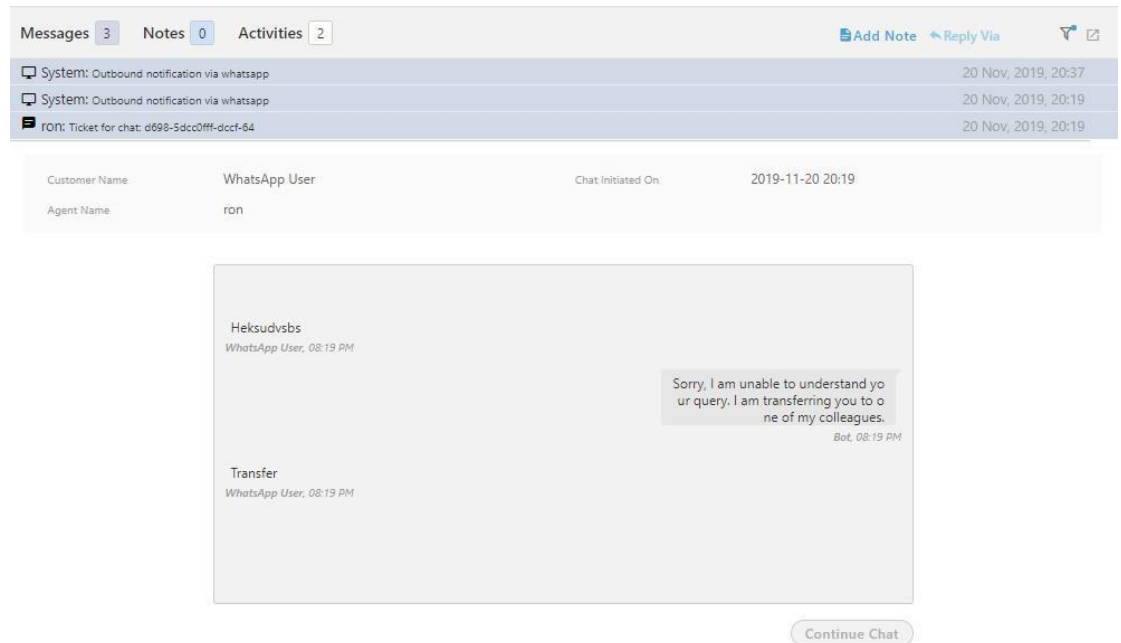 Messages 3 Notes 0 Activities 2 Add Note Reply Via
System: Outbound notification via whatsapp 20 Nov, 2019, 20:37
System: Outbound notification via whatsapp 20 Nov, 2019, 20:19
ron: Ticket for chat: d698-5dcc0fff-dccf-64 20 Nov, 2019, 20:19
Customer Name WhatsApp User Chat Initiated On 2019-11-20 20:19
Agent Name ron
Heksudvsbs
WhatsApp User, 08:19 PM
Sorry, I am unable to understand yo
ur query. I am transferring you to o
ne of my colleagues.
Bot, 08:19 PM
Transfer
WhatsApp User, 08:19 PM
Continue Chat